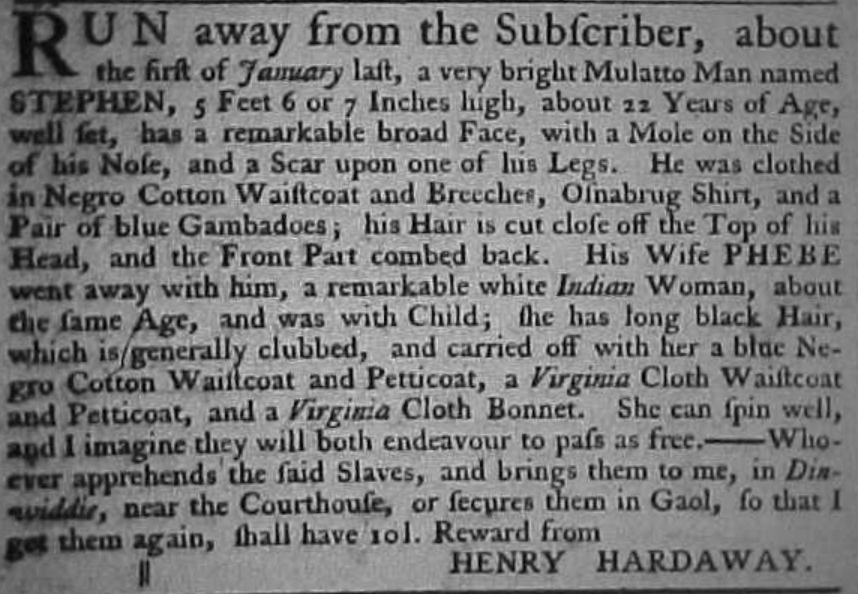 RUN away from the Subſcriber, about
the firſt of January laſt, a very bright Mulatto Man named
STEPHEN, 5 Feet 6 or 7 Inches high, about 22 Years of Age,
well ſet, has a remarkable broad Face, with a Mole on the Side
of his Noſe, and a Scar upon one of his Legs. He was clothed
in Negro Cotton Waiſtcoat and Breeches, Oſnabrug Shirt, and a
Pair of blue Gambadoes; his Hair is cut cloſe off the Top of his
Head, and the Front Part combed back. His Wife PHEBE
went away with him, a remarkable white Indian Woman, about
the ſame Age, and was with Child; ſhe has long black Hair,
which is generally clubbed, and carried off with her a blue Ne-
gro Cotton Waiſtcoat and Petticoat, a Virginia Cloth Waiſtcoat
and Petticoat, and a Virginia Cloth Bonnet. She can ſpin well,
and I imagine they will both endeavour to paſs as free.——Who-
ever apprehends the ſaid Slaves, and brings them to me, in Din-
widdie, near the Courthouſe, or ſecures them in Gaol, ſo that I
get them again, ſhall have 10l. Reward from
HENRY HARDAWAY.
‖